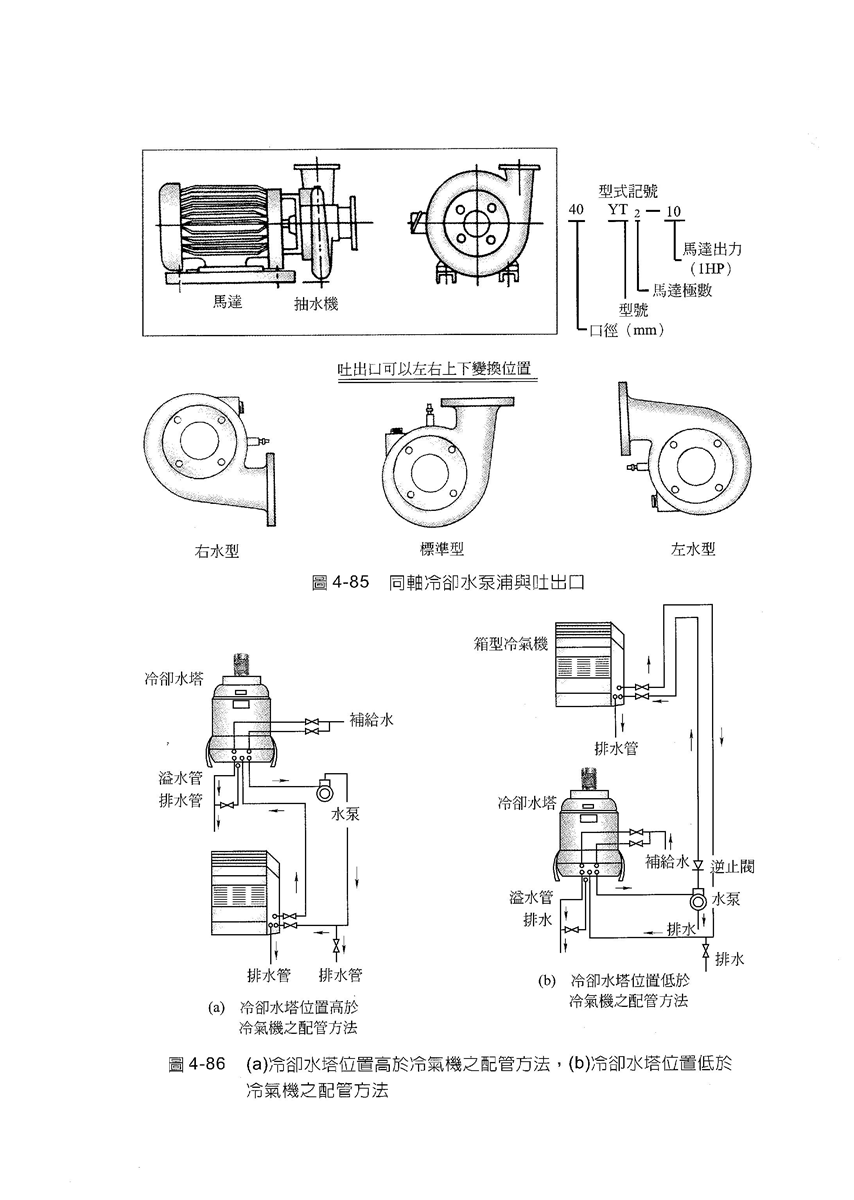 型式記號
40 YT 2 — 10
馬達出力
(1HP)
馬達極數
型號
口徑(mm)
馬達
抽水機
吐出口可以左右上下變換位置
右水型
標準型
左水型
圖 4-85 同軸冷卻水泵浦與吐出口
冷卻水塔
補給水
溢水管
排水管
水泵
排水管
排水管
(a) 冷卻水塔位置高於
冷氣機之配管方法
箱型冷氣機
排水管
冷卻水塔
補給水
逆止閥
溢水管
水泵
排水
排水
排水
(b) 冷卻水塔位置低於
冷氣機之配管方法
圖 4-86 (a)冷卻水塔位置高於冷氣機之配管方法，(b)冷卻水塔位置低於
冷氣機之配管方法